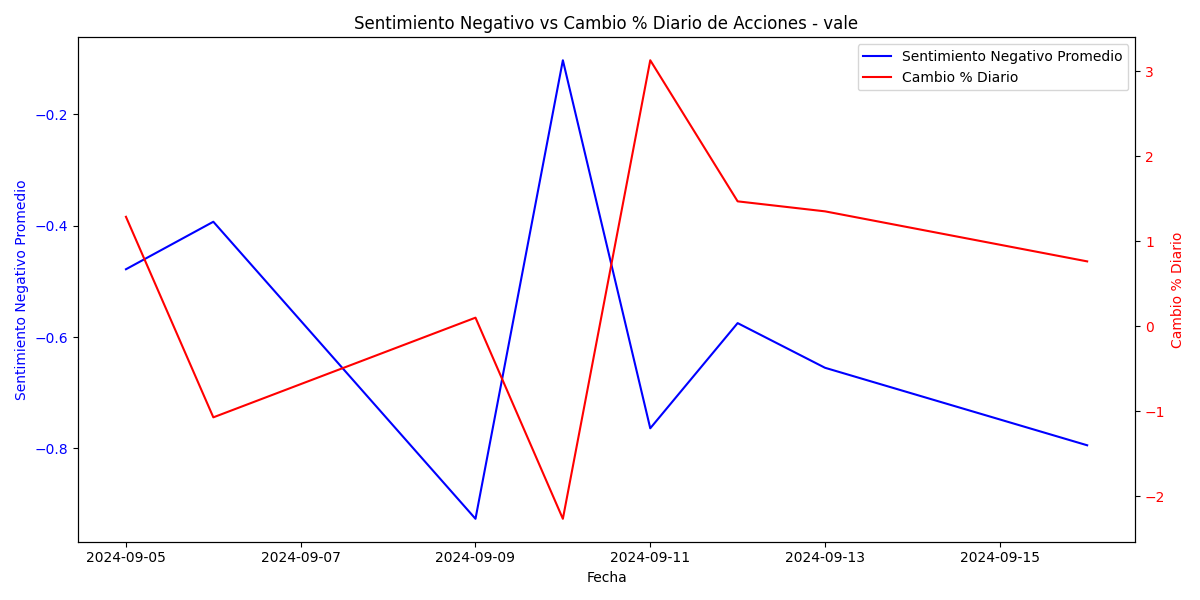 Sentimiento Negativo vs Cambio % Diario de Acciones - vale
Sentimiento Negativo Promedio
Cambio % Diario
Sentimiento Negativo Promedio
−0.2
−0.4
−0.6
−0.8
3
2
1
0
−1
−2
Cambio % Diario
2024-09-05
2024-09-07
2024-09-09
2024-09-11
2024-09-13
2024-09-15
Fecha